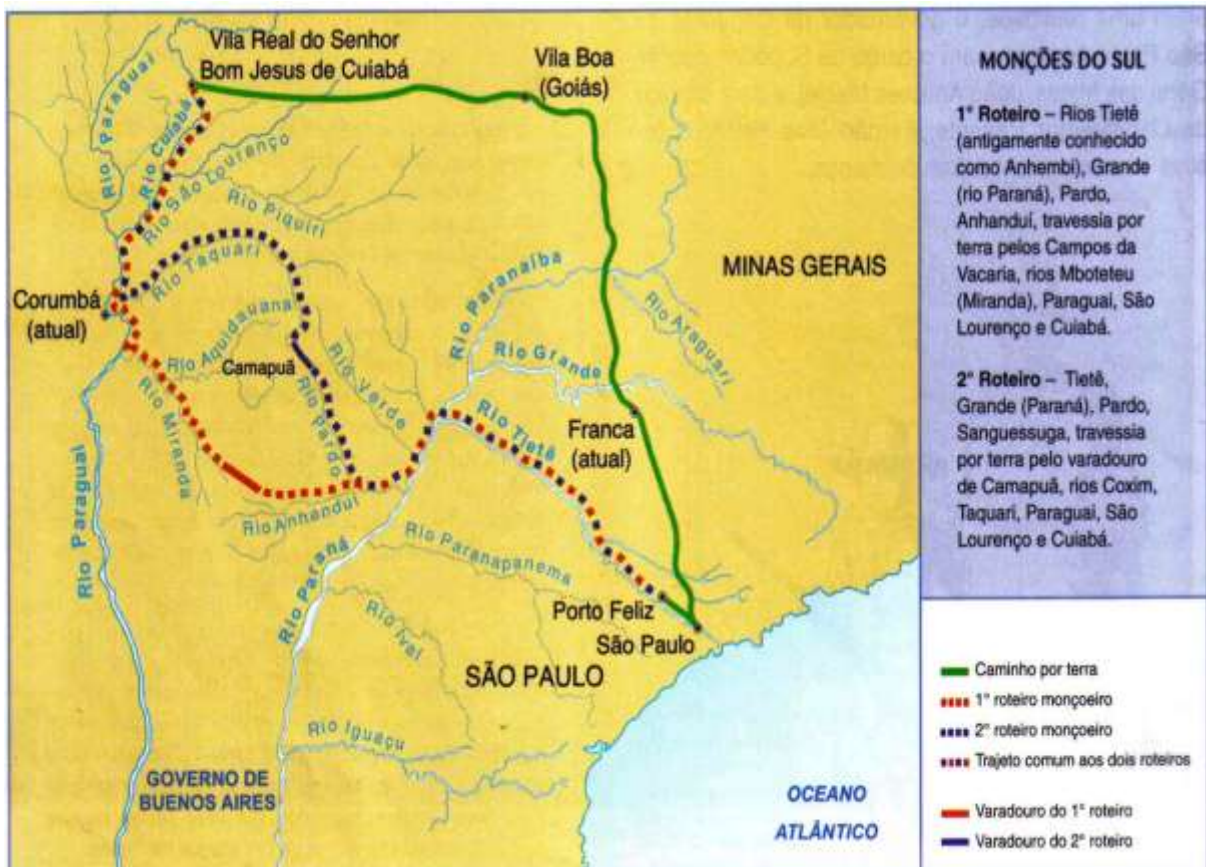 Vila Real do Senhor
Bom Jesus de Cuiabá
Vila Boa
(Goiás)
Rio Paraguai
Rio Cuiabá
Rio São Lourenço
Rio Piquiri
Rio Taquari
Corumbá
(atual)
Rio Aquidauana
Camapuã
Rio Verde
Rio Pardo
Rio Miranda
Rio Anhanduí
Rio Paraguai
Rio Paranaíba
MINAS GERAIS
Rio Araguari
Rio Grande
Rio Tietê
Franca
(atual)
Rio Paraná
Rio Paranapanema
Porto Feliz
São Paulo
Rio Ivaí
SÃO PAULO
Rio Iguaçu
GOVERNO DE
BUENOS AIRES
OCEANO
ATLÂNTICO
MONÇÕES DO SUL
1° Roteiro – Rios Tietê
(antigamente conhecido
como Anhembi), Grande
(rio Paraná), Pardo,
Anhanduí, travessia por
terra pelos Campos da
Vacaria, rios Mboteteu
(Miranda), Paraguai, São
Lourenço e Cuiabá.
2° Roteiro – Tietê,
Grande (Paraná), Pardo,
Sanguessuga, travessia
por terra pelo varadouro
de Camapuã, rios Coxim,
Taquari, Paraguai, São
Lourenço e Cuiabá.
Caminho por terra
1° roteiro monçoeiro
2° roteiro monçoeiro
Trajeto comum aos dois roteiros
Varadouro do 1° roteiro
Varadouro do 2° roteiro